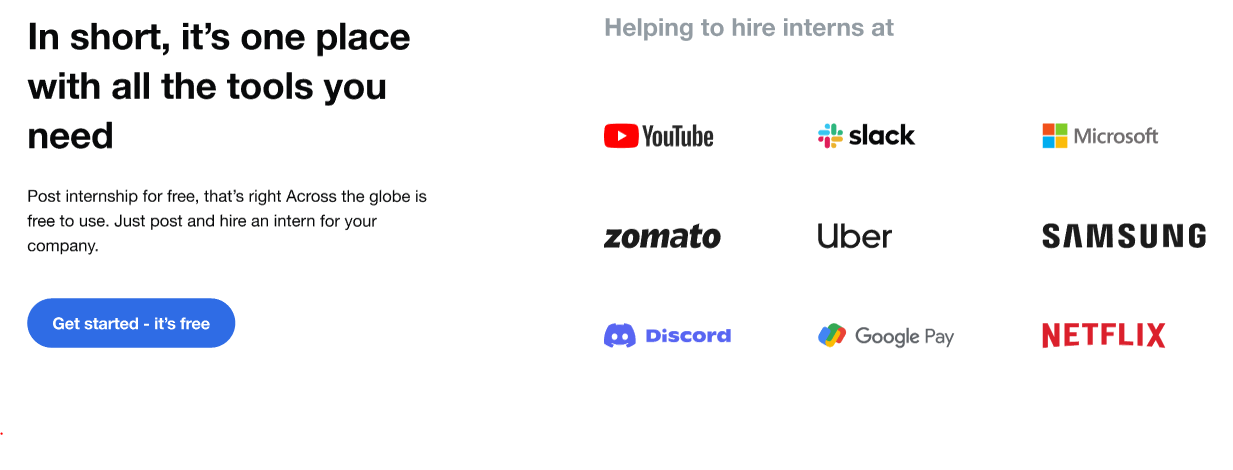 In short, it’s one place
with all the tools you
need
Post internship for free, that’s right Across the globe is
free to use. Just post and hire an intern for your
company.
Get started - it’s free
Helping to hire interns at
YouTube
slack
Microsoft
zomato
Uber
SAMSUNG
Discord
Google Pay
NETFLIX